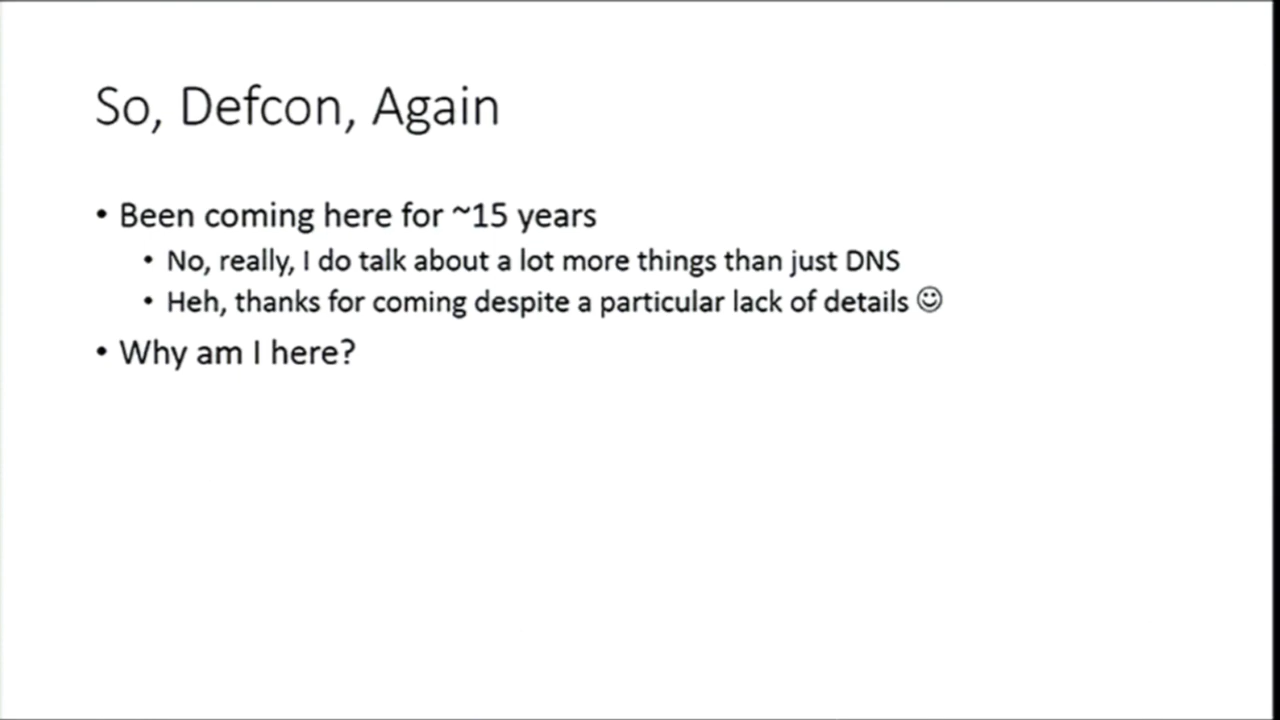 So, Defcon, Again
• Been coming here for ~15 years
• No, really, I do talk about a lot more things than just DNS
• Heh, thanks for coming despite a particular lack of details ☺
• Why am I here?